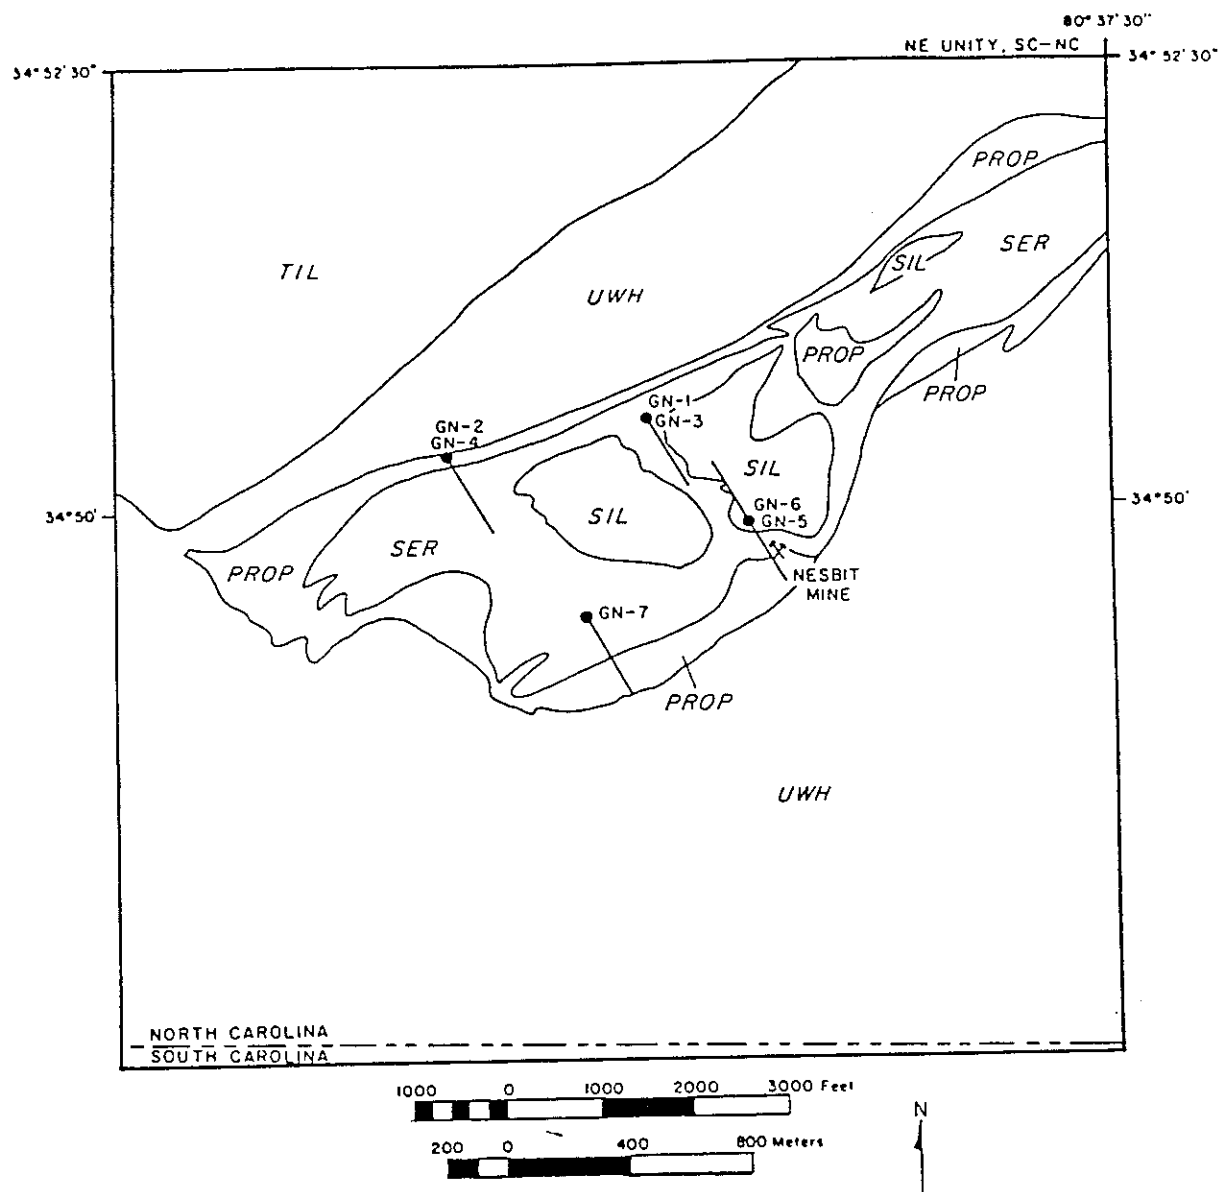 80° 37' 30"
NE UNITY, SC-NC
34° 52' 30"
34° 52' 30"
PROP
SER
SIL
TIL
UWH
PROP
PROP
GN-1
GN-3
GN-2
GN-4
SIL
34° 50'
34° 50'
GN-6
GN-5
SIL
SER
PROP
NESBIT
MINE
GN-7
PROP
UWH
NORTH CAROLINA
SOUTH CAROLINA
1000 0 1000 2000 3000 Feet
N
200 0 400 800 Meters